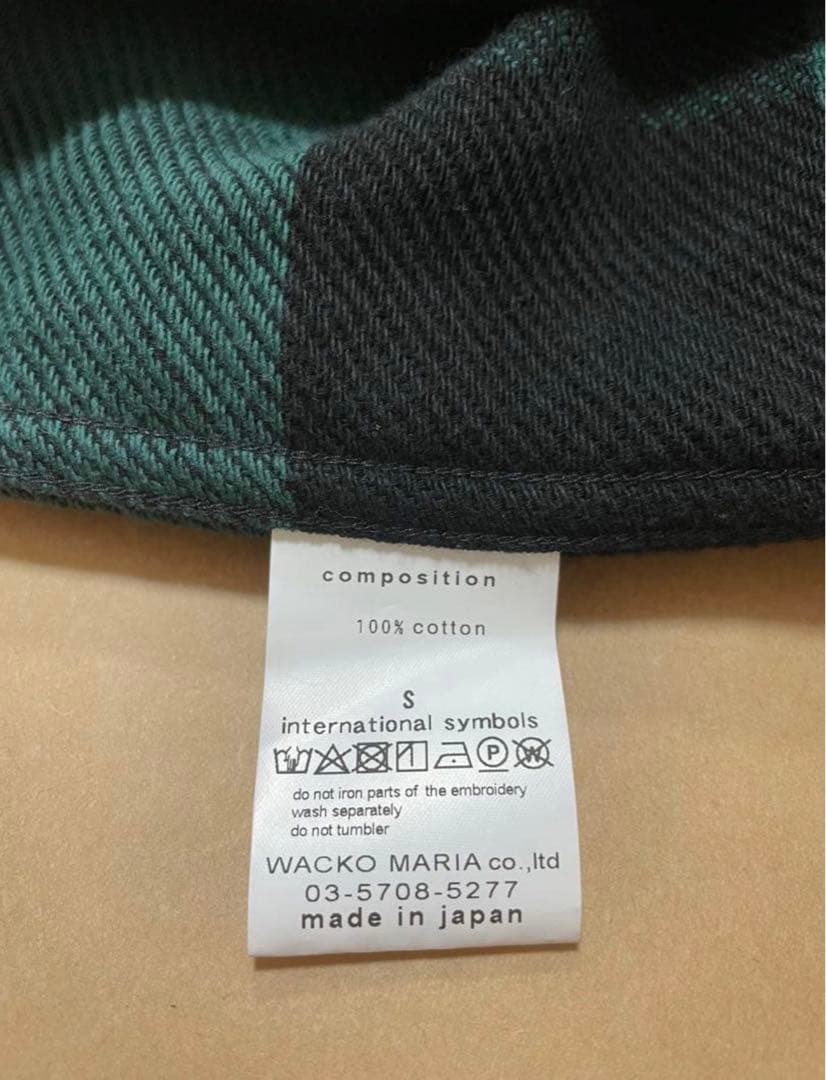 composition
100% cotton
S
international symbols
P W
do not iron parts of the embroidery
wash separately
do not tumbler
WACKO MARIA co.,ltd
03-5708-5277
made in japan